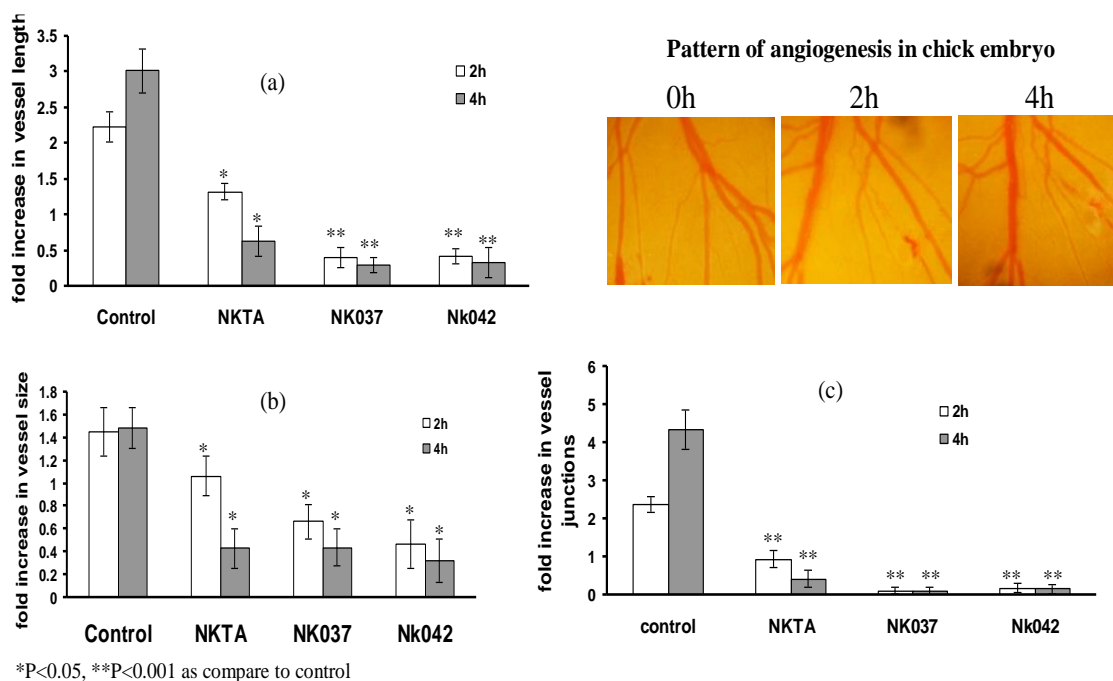 fold increase in vessel length
3.5
3
2.5
2
1.5
1
0.5
0
(a)
2h
4h
*
*
**
**
**
**
Control NKTA NK037 Nk042
Pattern of angiogenesis in chick embryo
0h 2h 4h
fold increase in vessel size
1.8
1.6
1.4
1.2
1
0.8
0.6
0.4
0.2
0
(b)
2h
4h
*
*
*
*
*
*
Control NKTA NK037 Nk042
fold increase in vessel
junctions
6
5
4
3
2
1
0
(c)
2h
4h
**
**
**
**
**
**
control NKTA NK037 Nk042
*P<0.05, **P<0.001 as compare to control